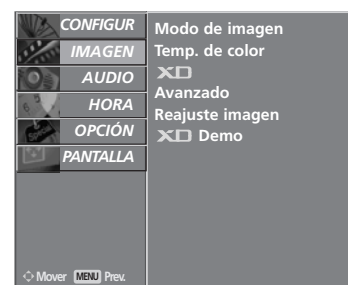 CONFIGUR
IMAGEN
AUDIO
HORA
OPCIÓN
PANTALLA
Modo de imagen
Temp. de color
XD
Avanzado
Reajuste imagen
XD Demo
Mover MENU Prev.